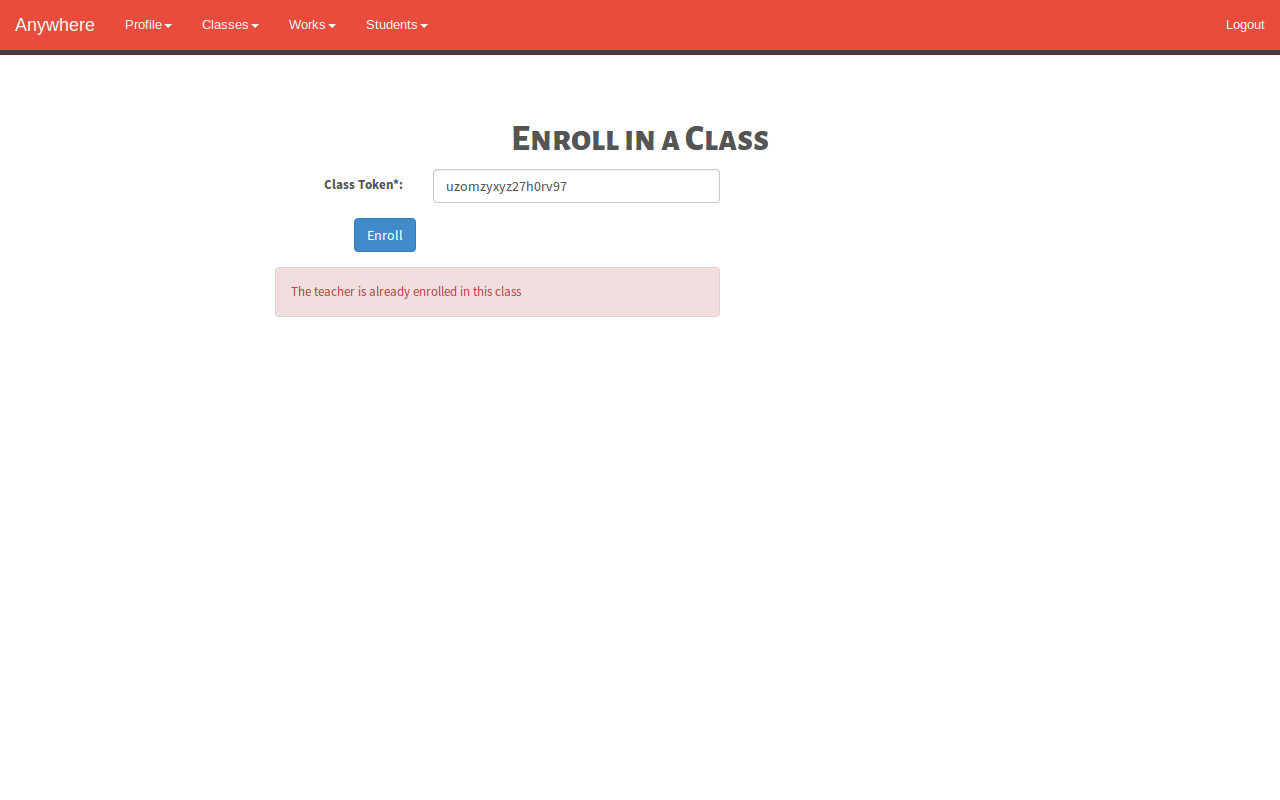 Anywhere Profile Classes Works Students Logout
Enroll in a Class
Class Token*: uzomzyxyz27h0rv97
Enroll
The teacher is already enrolled in this class